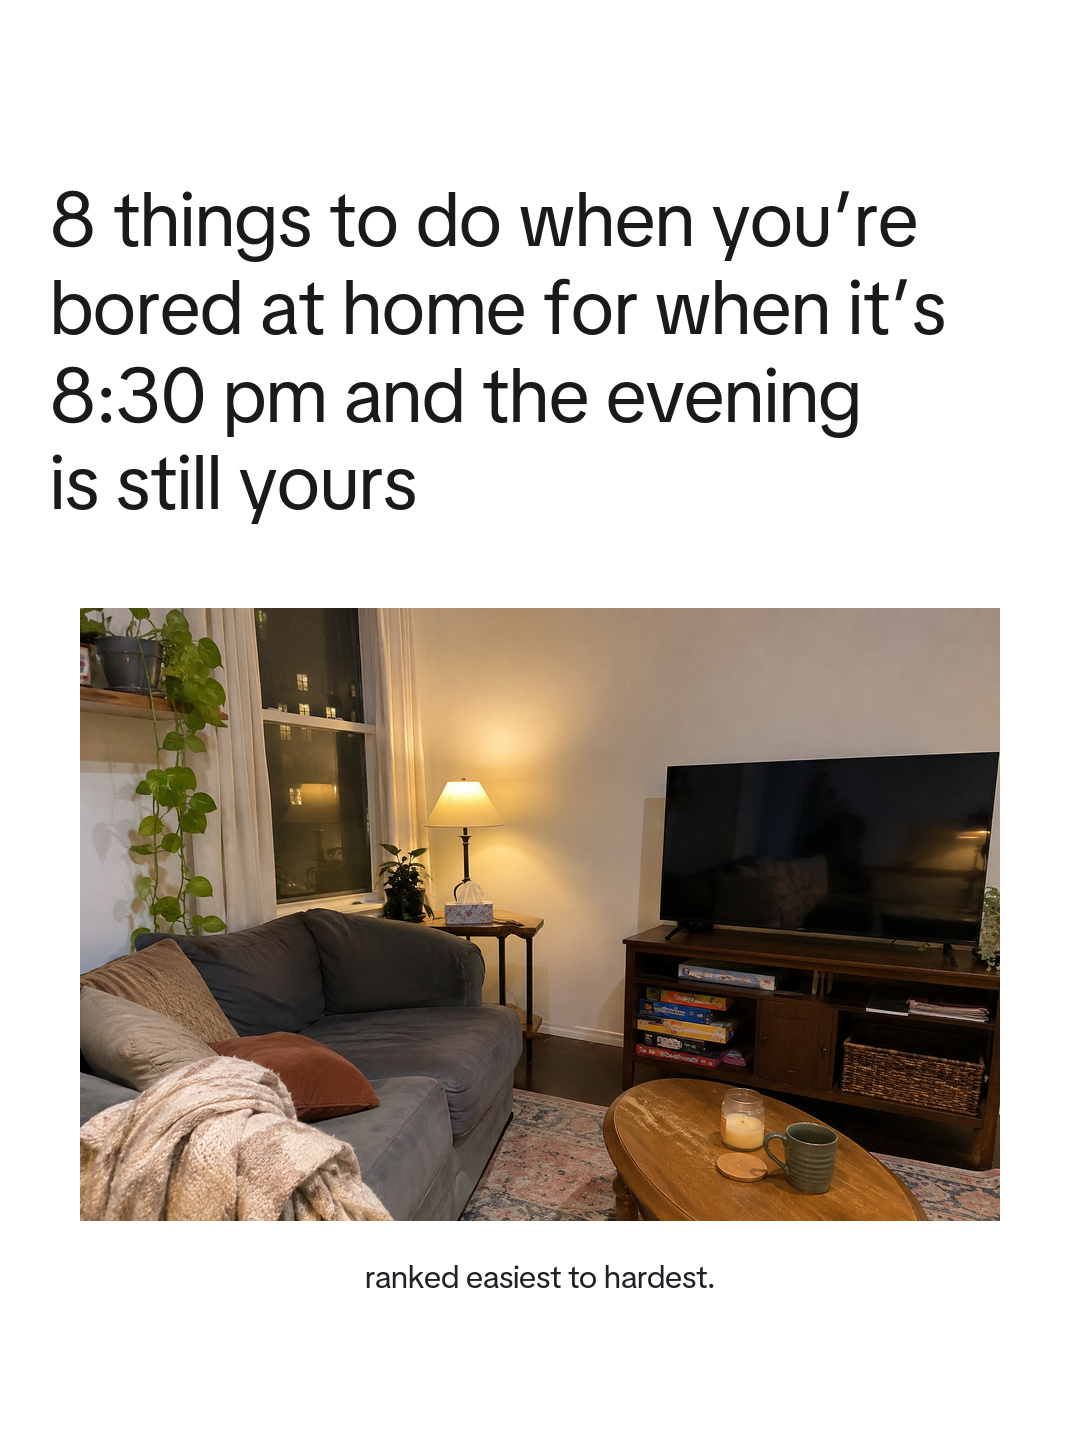 8 things to do when you’re
bored at home for when it’s
8:30 pm and the evening
is still yours
ranked easiest to hardest.